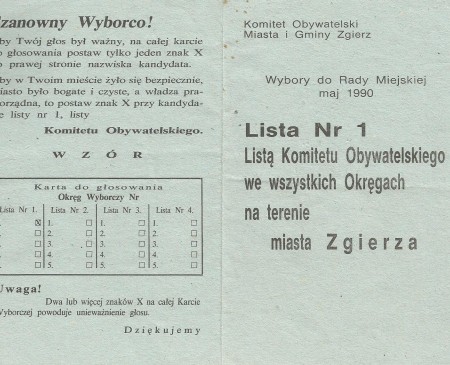 zanowny Wyborco!
by Twój głos był ważny, na całej karcie
o głosowania postaw tylko jeden znak X
o prawej stronie nazwiska kandydata.
by w Twoim mieście żyło się bezpiecznie,
iasto było bogate i czyste, a władza pra-
orządna, to postaw znak X przy kandyda-
e listy nr 1, listy
Komitetu Obywatelskiego.
W Z Ó R
Karta do głosowania
Okręg Wyborczy Nr
Lista Nr 1. Lista Nr 2. Lista Nr 3. Lista Nr 4.
. X 1. 1. 1.
. 2. 2. 2.
. 3. 3. 3.
. 4. 4. 4.
. 5. 5. 5.
Uwaga!
Dwa lub więcej znaków X na całej Karcie
Wyborczej powoduje unieważnienie głosu.
Dziękujemy
Komitet Obywatelski
Miasta i Gminy Zgierz
Wybory do Rady Miejskiej
maj 1990
Lista Nr 1
Listą Komitetu Obywatelskiego
we wszystkich Okręgach
na terenie
miasta Zgierza